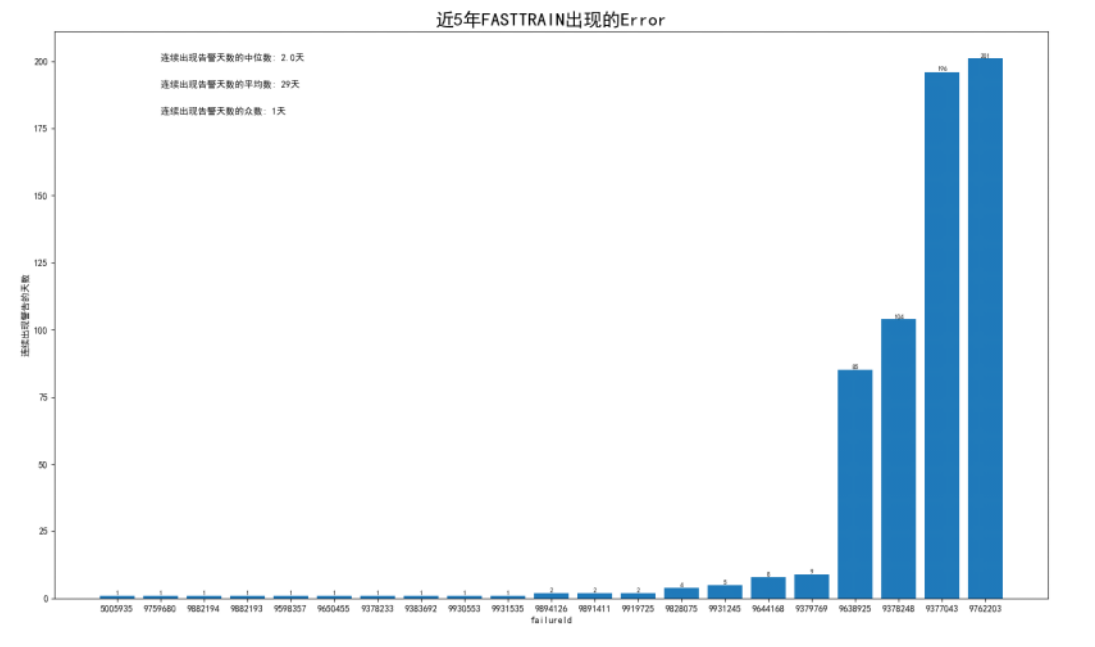 近5年FASTTRAIN出现的Error
连续出现告警天数的中位数: 2.0天
连续出现告警天数的平均数: 29天
连续出现告警天数的众数: 1天
200
175
150
125
100
75
50
25
0
连续出现警告的天数
1 1 1 1 1 1 1 1 1 1 2 2 2 4 5 8 9 85 104 196 201
5005935 9759680 9882194 9882193 9598357 9650455 9378233 9383692 9930553 9931535 9894126 9891411 9919725 9828075 9931245 9644168 9379769 9638925 9378248 9377043 9762203
failureId